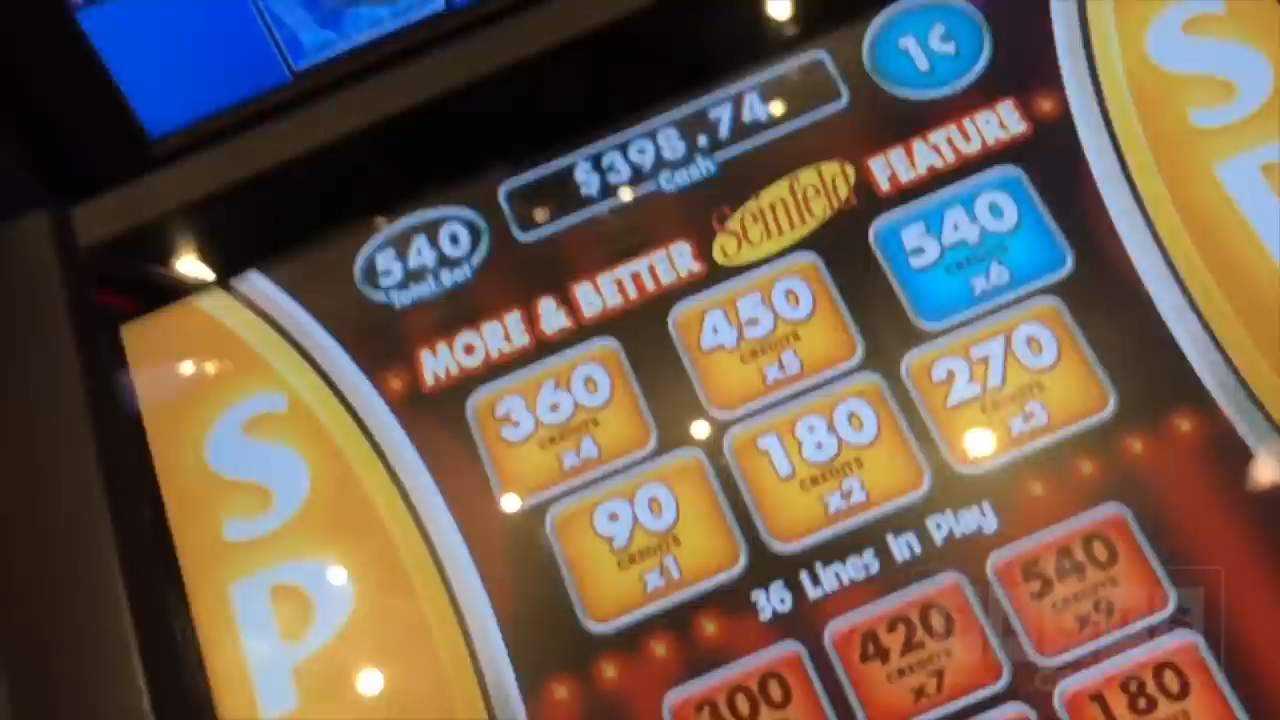 1¢
$398.74
Cash
540
Total Bet
MORE & BETTER Seinfeld FEATURE
540
CREDITS
x6
450
CREDITS
x5
360
CREDITS
x4
270
CREDITS
x3
180
CREDITS
x2
90
CREDITS
x1
36 Lines In Play
540
CREDITS
x9
420
CREDITS
x7
300
180
S
P
S